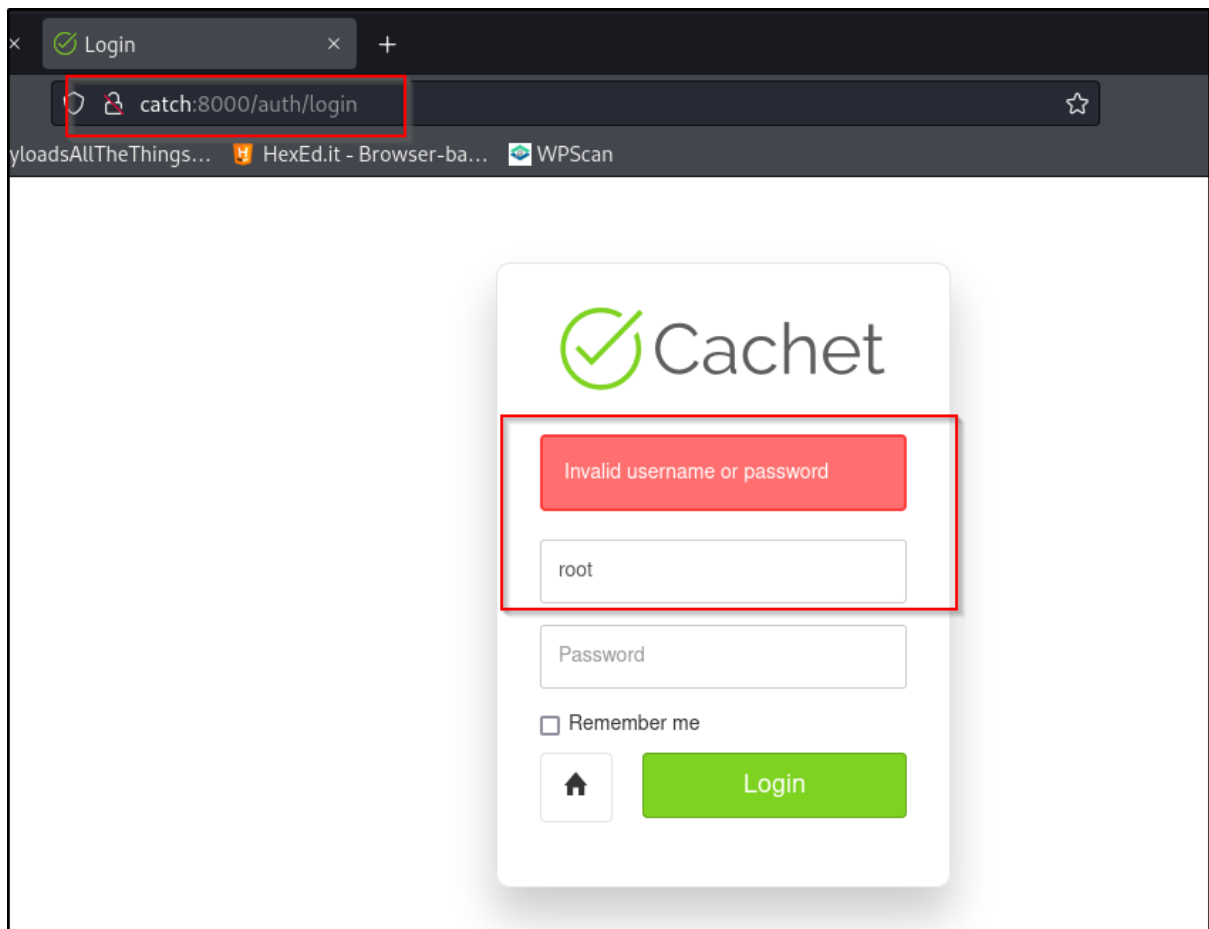 Login
catch:8000/auth/login
yloadsAllTheThings... HexEd.it - Browser-ba... WPScan
Cachet
Invalid username or password
root
Password
Remember me
Login